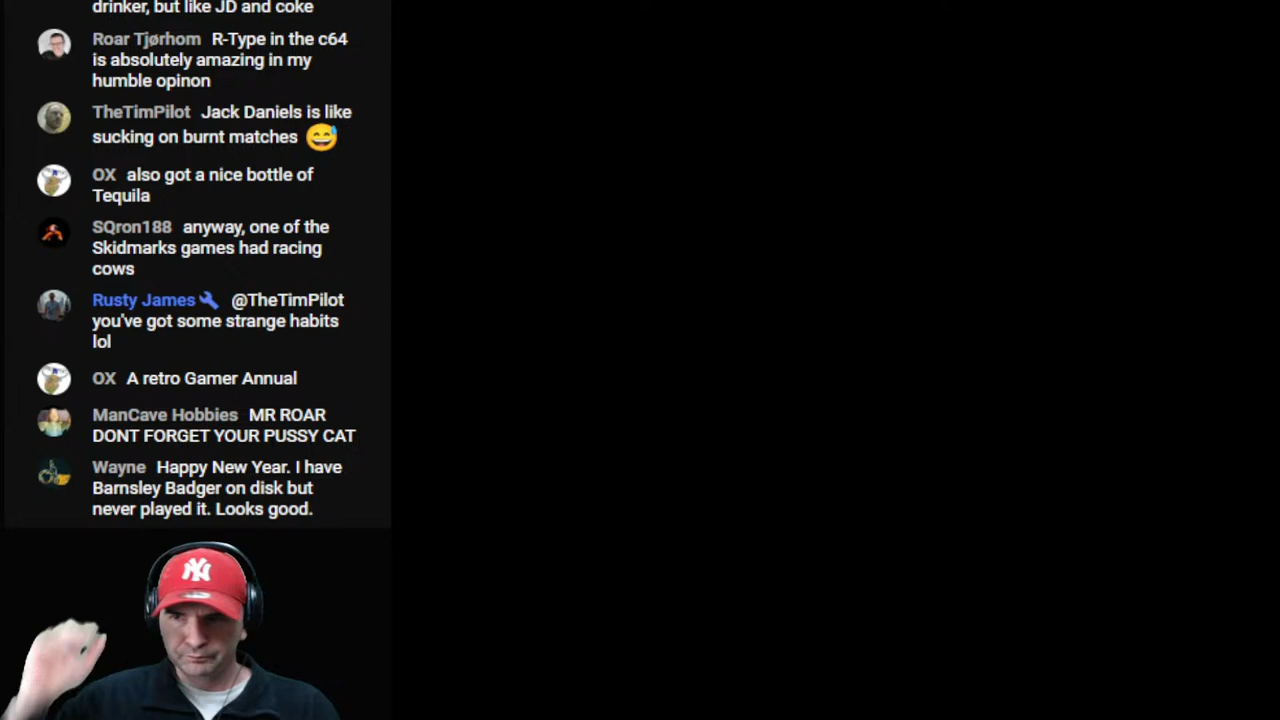 drinker, but like JD and coke
Roar Tjørhom R-Type in the c64
is absolutely amazing in my
humble opinon
TheTimPilot Jack Daniels is like
sucking on burnt matches 😅
OX also got a nice bottle of
Tequila
SQron188 anyway, one of the
Skidmarks games had racing
cows
Rusty James @TheTimPilot
you've got some strange habits
lol
OX A retro Gamer Annual
ManCave Hobbies MR ROAR
DONT FORGET YOUR PUSSY CAT
Wayne Happy New Year. I have
Barnsley Badger on disk but
never played it. Looks good.
NY